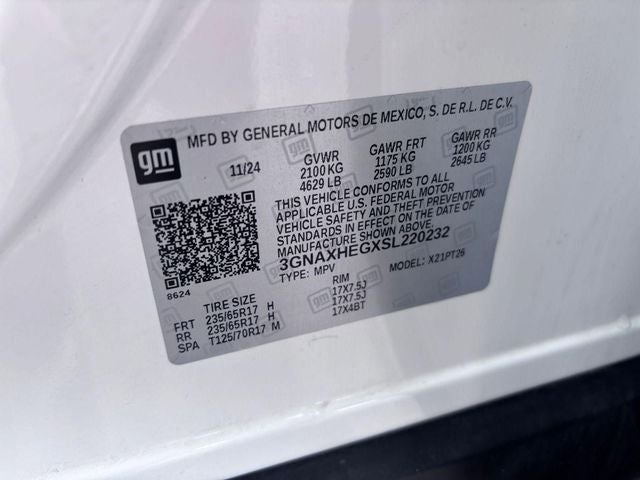 MFD BY GENERAL MOTORS DE MEXICO, S. DE R.L. DE C.V.
gm
11/24 GVWR GAWR FRT GAWR RR
2100 KG 1175 KG 1200 KG
4629 LB 2590 LB 2645 LB
THIS VEHICLE CONFORMS TO ALL
APPLICABLE U.S. FEDERAL MOTOR
VEHICLE SAFETY AND THEFT PREVENTION
STANDARDS IN EFFECT ON THE DATE OF
MANUFACTURE SHOWN ABOVE.
3GNAXHEGXSL220232
TYPE: MPV MODEL: X21PT26
8624
TIRE SIZE RIM
FRT 235/65R17 H 17X7.5J
RR 235/65R17 H 17X7.5J
SPA T125/70R17 M 17X4BT